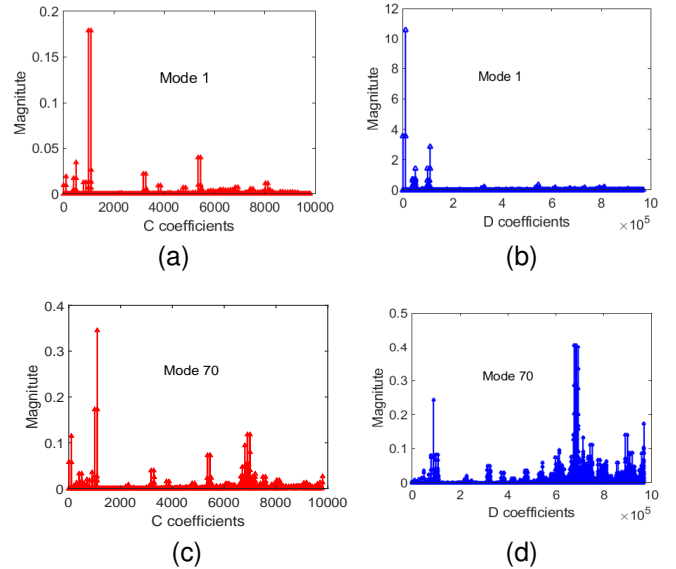 0.2
0.15
0.1
0.05
0
Magnitute
Mode 1
0 2000 4000 6000 8000 10000
C coefficients
(a)
12
10
8
6
4
2
0
Magnitute
Mode 1
0 2 4 6 8 10
D coefficients ×10⁵
(b)
0.4
0.3
0.2
0.1
0
Magnitute
Mode 70
0 2000 4000 6000 8000 10000
C coefficients
(c)
0.5
0.4
0.3
0.2
0.1
0
Magnitute
Mode 70
0 2 4 6 8 10
D coefficients ×10⁵
(d)